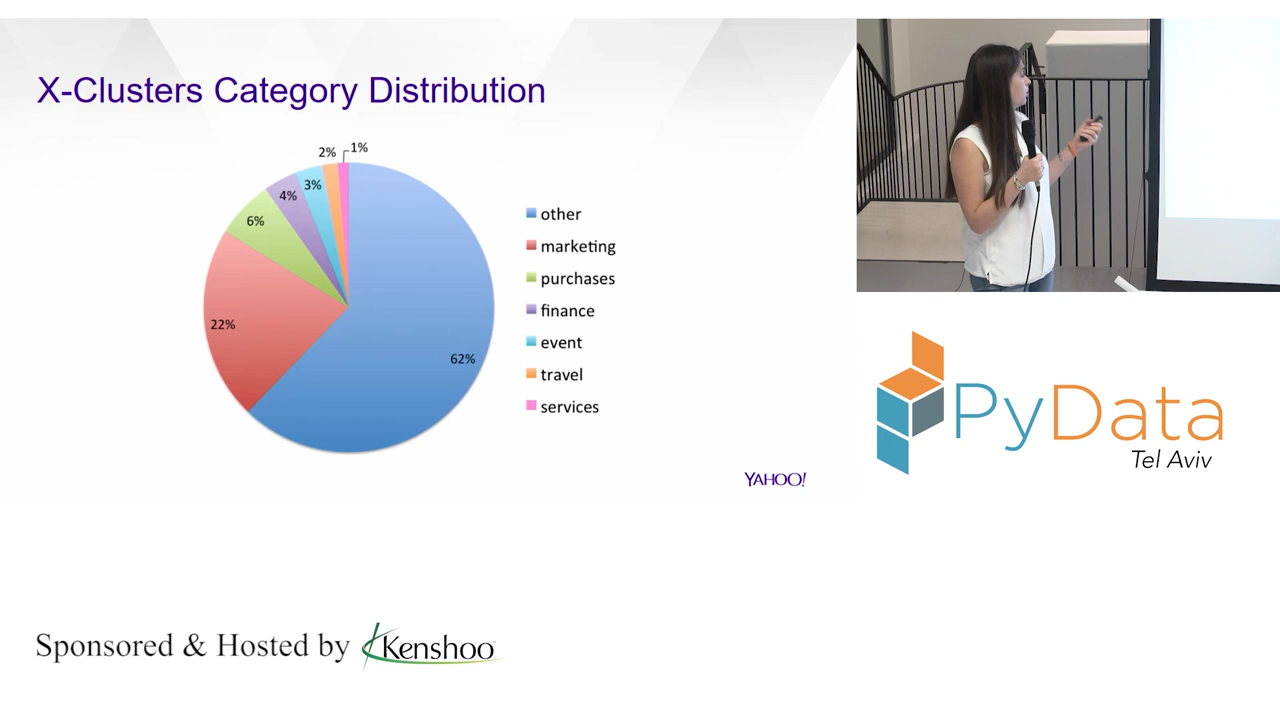 X-Clusters Category Distribution
2%
1%
3%
4%
6%
22%
62%
other
marketing
purchases
finance
event
travel
services
YAHOO!
PyData
Tel Aviv
Sponsored & Hosted by Kenshoo